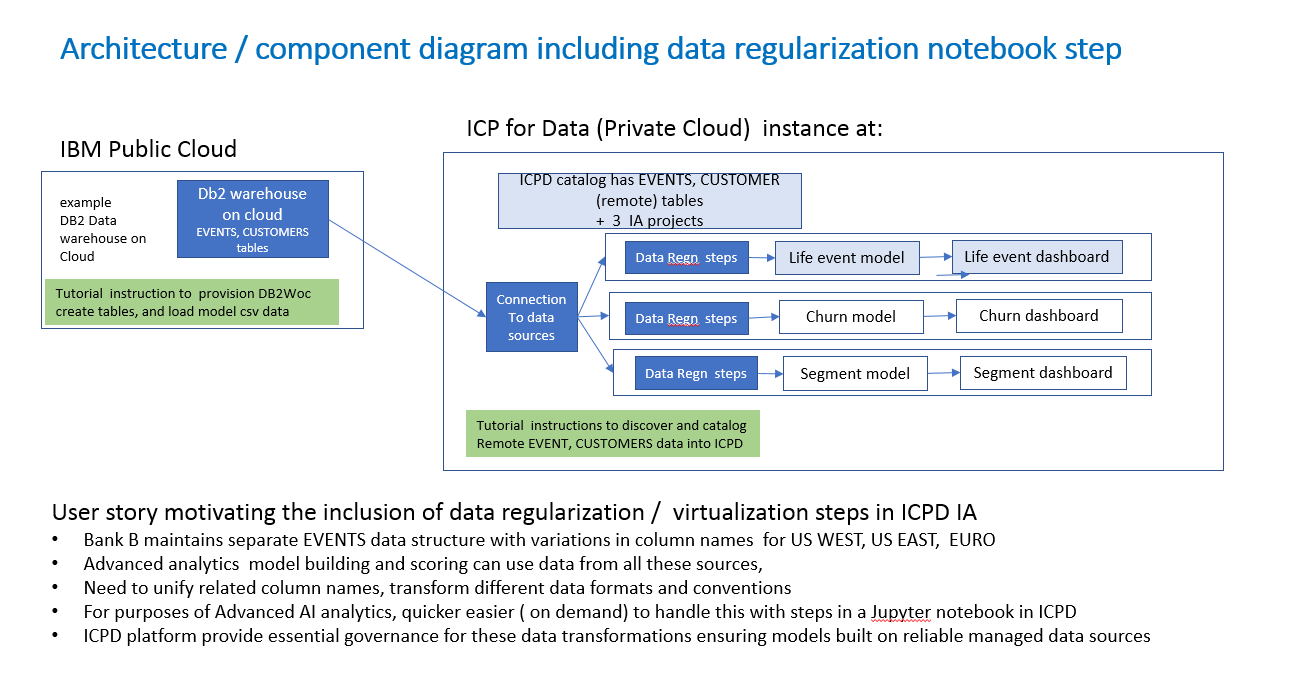 Architecture / component diagram including data regularization notebook step
ICP for Data (Private Cloud)  instance at:
IBM Public Cloud
example
DB2 Data
warehouse on
Cloud
Db2 warehouse
on cloud
EVENTS, CUSTOMERS
tables
Tutorial  instruction to  provision DB2Woc
create tables, and load model csv data
ICPD catalog has EVENTS, CUSTOMER
(remote) tables
+  3  IA projects
Connection
To data
sources
Data Regn  steps
Life event model
Life event dashboard
Data Regn  steps
Churn model
Churn dashboard
Data Regn  steps
Segment model
Segment dashboard
Tutorial  instructions to discover and catalog
Remote EVENT, CUSTOMERS data into ICPD
User story motivating the inclusion of data regularization /  virtualization steps in ICPD IA
• Bank B maintains separate EVENTS data structure with variations in column names  for US WEST, US EAST,  EURO
• Advanced analytics  model building and scoring can use data from all these sources,
• Need to unify related column names, transform different data formats and conventions
• For purposes of Advanced AI analytics, quicker easier ( on demand) to handle this with steps in a Jupyter notebook in ICPD
• ICPD platform provide essential governance for these data transformations ensuring models built on reliable managed data sources